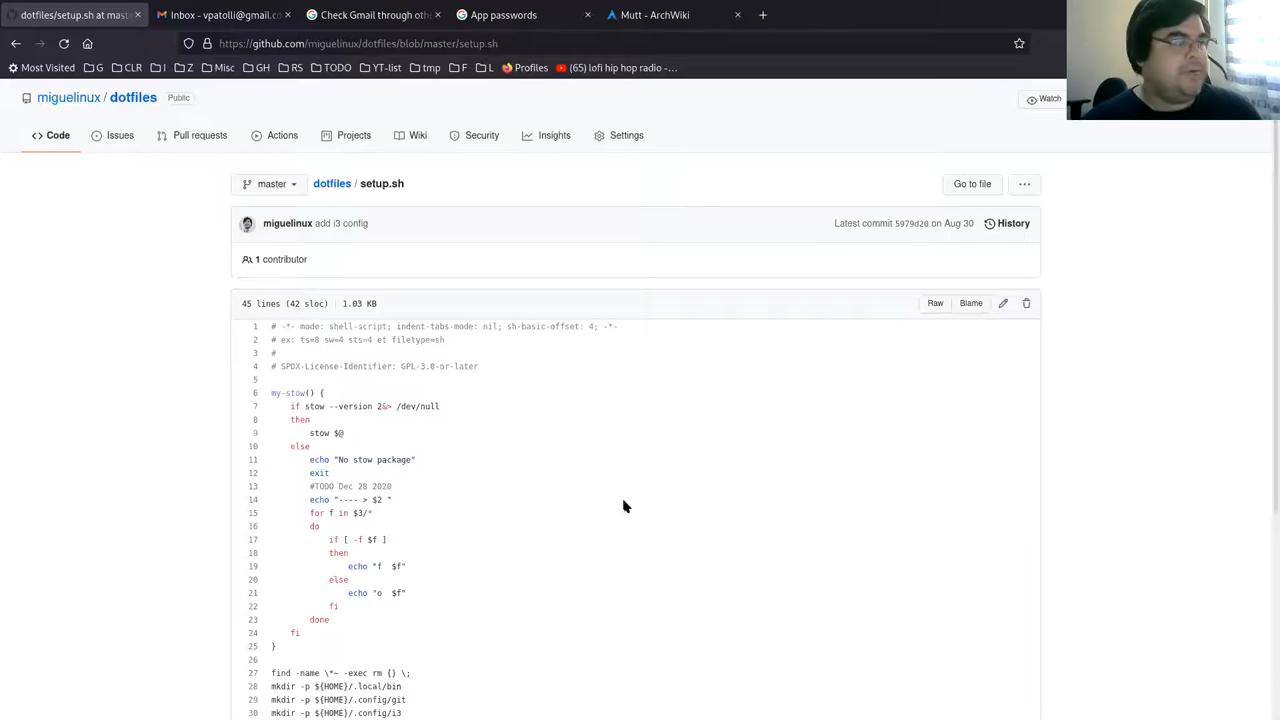 dotfiles/setup.sh at mast
Inbox - vpatolli@gmail.co
Check Gmail through oth
App passwords
Mutt - ArchWiki
https://github.com/miguelinux/dotfiles/blob/master/setup.sh
Most Visited G CLR I Z Misc GH RS TODO YT-list tmp F L Profiles (65) lofi hip hop radio -...
miguelinux / dotfiles Public
Watch
<> Code Issues Pull requests Actions Projects Wiki Security Insights Settings
master dotfiles / setup.sh Go to file ...
miguelinux add i3 config Latest commit 5979d20 on Aug 30 History
1 contributor
45 lines (42 sloc) 1.03 KB Raw Blame
1 # -*- mode: shell-script; indent-tabs-mode: nil; sh-basic-offset: 4; -*-
2 # ex: ts=8 sw=4 sts=4 et filetype=sh
3 #
4 # SPDX-License-Identifier: GPL-3.0-or-later
5
6 my-stow() {
7 if stow --version 2&> /dev/null
8 then
9 stow $@
10 else
11 echo "No stow package"
12 exit
13 #TODO Dec 28 2020
14 echo "---- > $2 "
15 for f in $3/*
16 do
17 if [ -f $f ]
18 then
19 echo "f  $f"
20 else
21 echo "o  $f"
22 fi
23 done
24 fi
25 }
26
27 find -name \*~ -exec rm {} \;
28 mkdir -p ${HOME}/.local/bin
29 mkdir -p ${HOME}/.config/git
30 mkdir -p ${HOME}/.config/i3